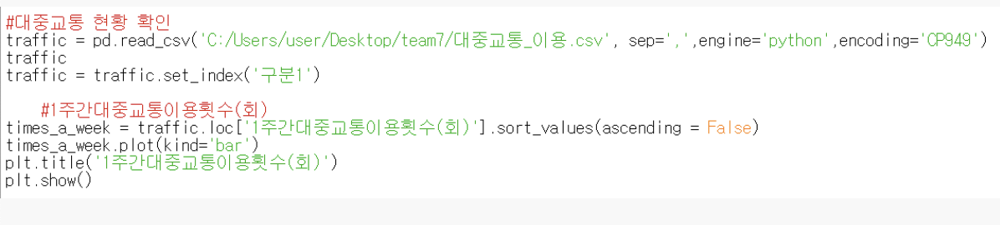 #대중교통 현황 확인
traffic = pd.read_csv('C:/Users/user/Desktop/team7/대중교통_이용.csv', sep=',',engine='python',encoding='CP949')
traffic
traffic = traffic.set_index('구분1')
#1주간대중교통이용횟수(회)
times_a_week = traffic.loc['1주간대중교통이용횟수(회)'].sort_values(ascending = False)
times_a_week.plot(kind='bar')
plt.title('1주간대중교통이용횟수(회)')
plt.show()